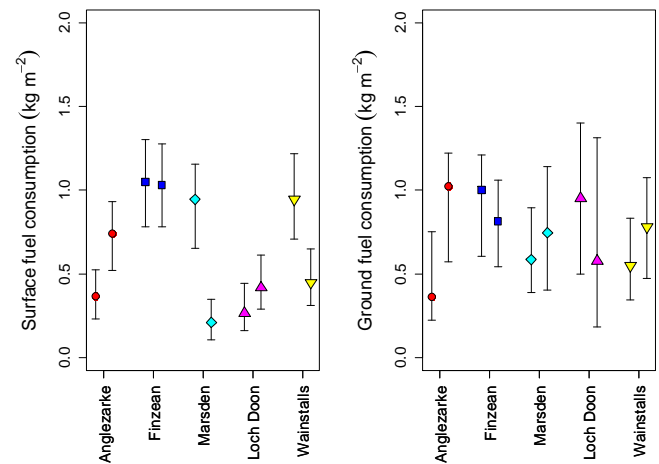 Surface fuel consumption (kg m⁻²)
2.0
1.5
1.0
0.5
0.0
Anglezarke
Finzean
Marsden
Loch Doon
Wainstalls
Ground fuel consumption (kg m⁻²)
2.0
1.5
1.0
0.5
0.0
Anglezarke
Finzean
Marsden
Loch Doon
Wainstalls